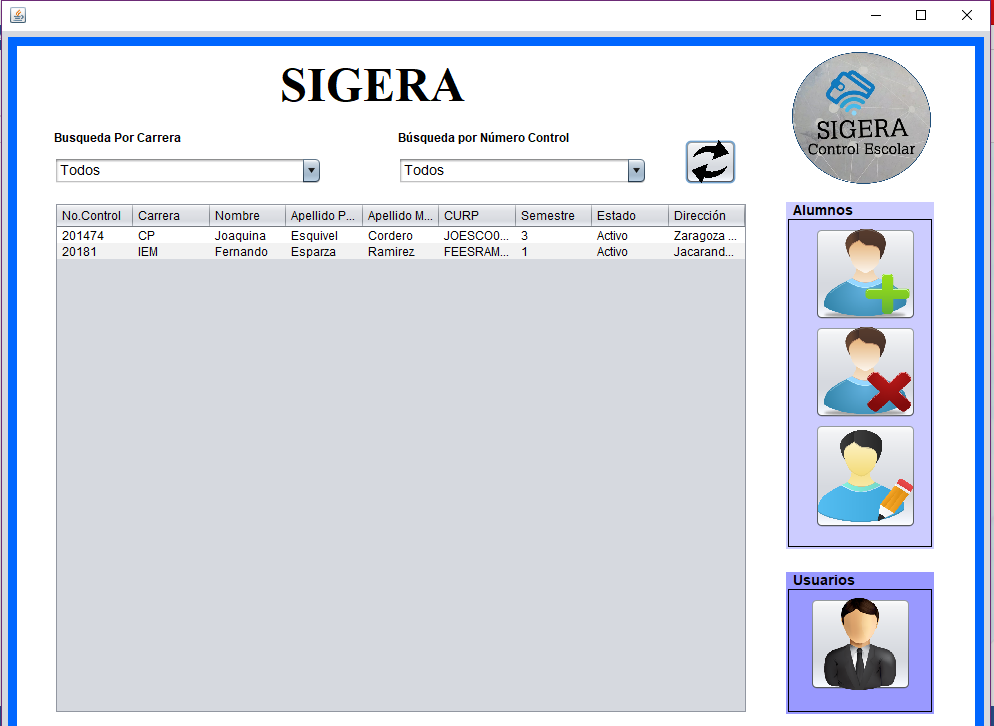 SIGERA
SIGERA
Control Escolar
Busqueda Por Carrera
Búsqueda por Número Control
Todos
Todos
No.Control Carrera Nombre Apellido P... Apellido M... CURP Semestre Estado Dirección
201474 CP Joaquina Esquivel Cordero JOESCO0... 3 Activo Zaragoza ...
20181 IEM Fernando Esparza Ramirez FEESRAM... 1 Activo Jacarand...
Alumnos
Usuarios